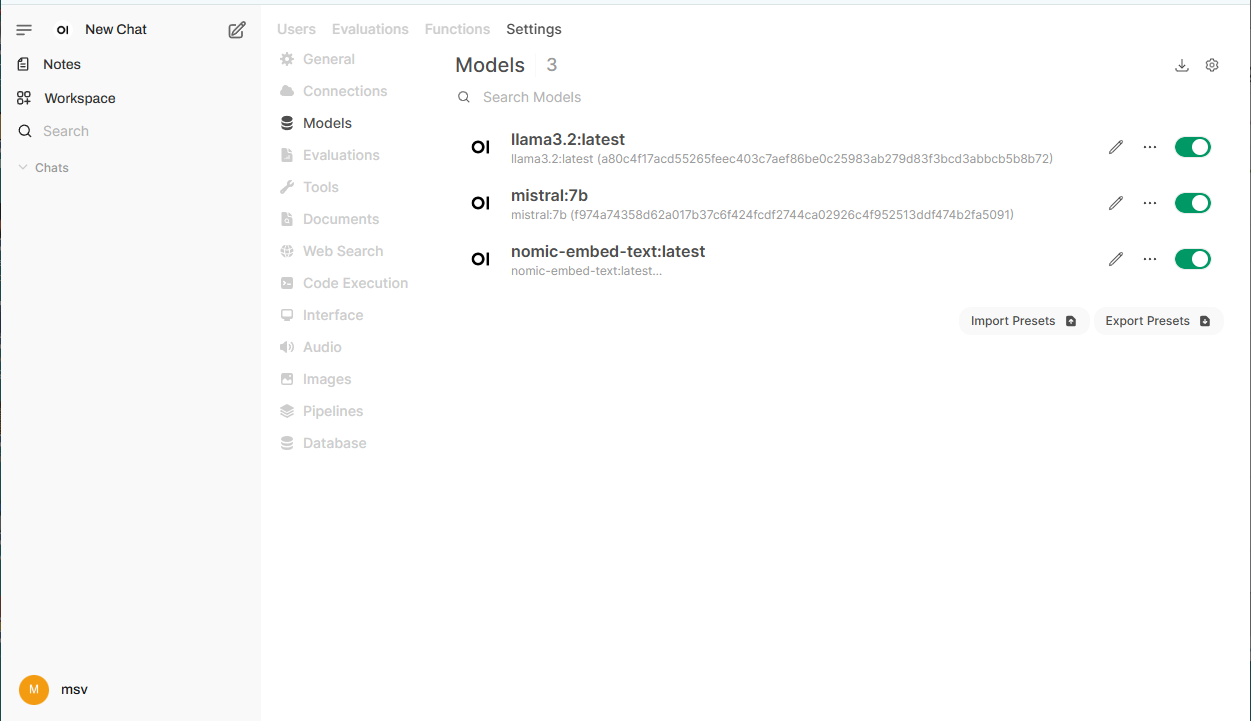 OI New Chat
Notes
Workspace
Search
Chats
M msv
Users Evaluations Functions Settings
General
Connections
Models
Evaluations
Tools
Documents
Web Search
Code Execution
Interface
Audio
Images
Pipelines
Database
Models 3
Search Models
OI llama3.2:latest
llama3.2:latest (a80c4f17acd55265feec403c7aef86be0c25983ab279d83f3bcd3abbcb5b8b72)
OI mistral:7b
mistral:7b (f974a74358d62a017b37c6f424fcdf2744ca02926c4f952513ddf474b2fa5091)
OI nomic-embed-text:latest
nomic-embed-text:latest...
Import Presets Export Presets